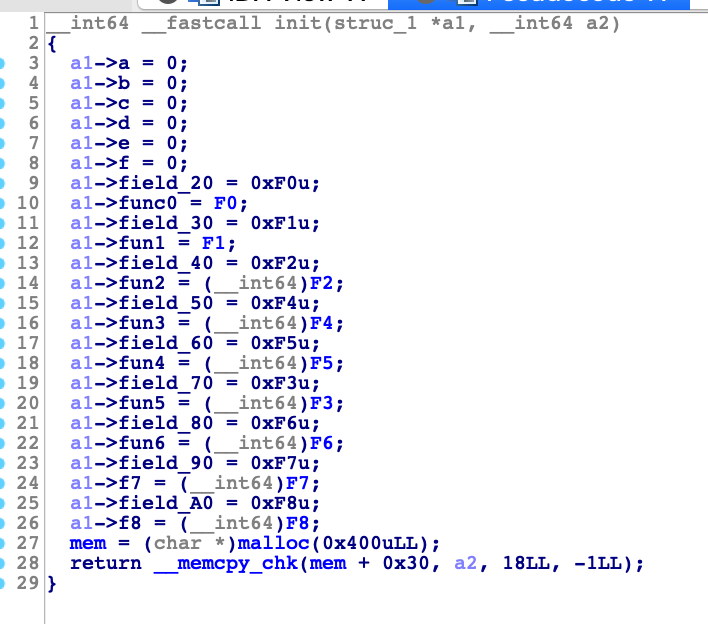 1 __int64 __fastcall init(struc_1 *a1, __int64 a2)
2 {
3 a1->a = 0;
4 a1->b = 0;
5 a1->c = 0;
6 a1->d = 0;
7 a1->e = 0;
8 a1->f = 0;
9 a1->field_20 = 0xF0u;
10 a1->func0 = F0;
11 a1->field_30 = 0xF1u;
12 a1->fun1 = F1;
13 a1->field_40 = 0xF2u;
14 a1->fun2 = (__int64)F2;
15 a1->field_50 = 0xF4u;
16 a1->fun3 = (__int64)F4;
17 a1->field_60 = 0xF5u;
18 a1->fun4 = (__int64)F5;
19 a1->field_70 = 0xF3u;
20 a1->fun5 = (__int64)F3;
21 a1->field_80 = 0xF6u;
22 a1->fun6 = (__int64)F6;
23 a1->field_90 = 0xF7u;
24 a1->f7 = (__int64)F7;
25 a1->field_A0 = 0xF8u;
26 a1->f8 = (__int64)F8;
27 mem = (char *)malloc(0x400uLL);
28 return __memcpy_chk(mem + 0x30, a2, 18LL, -1LL);
29 }